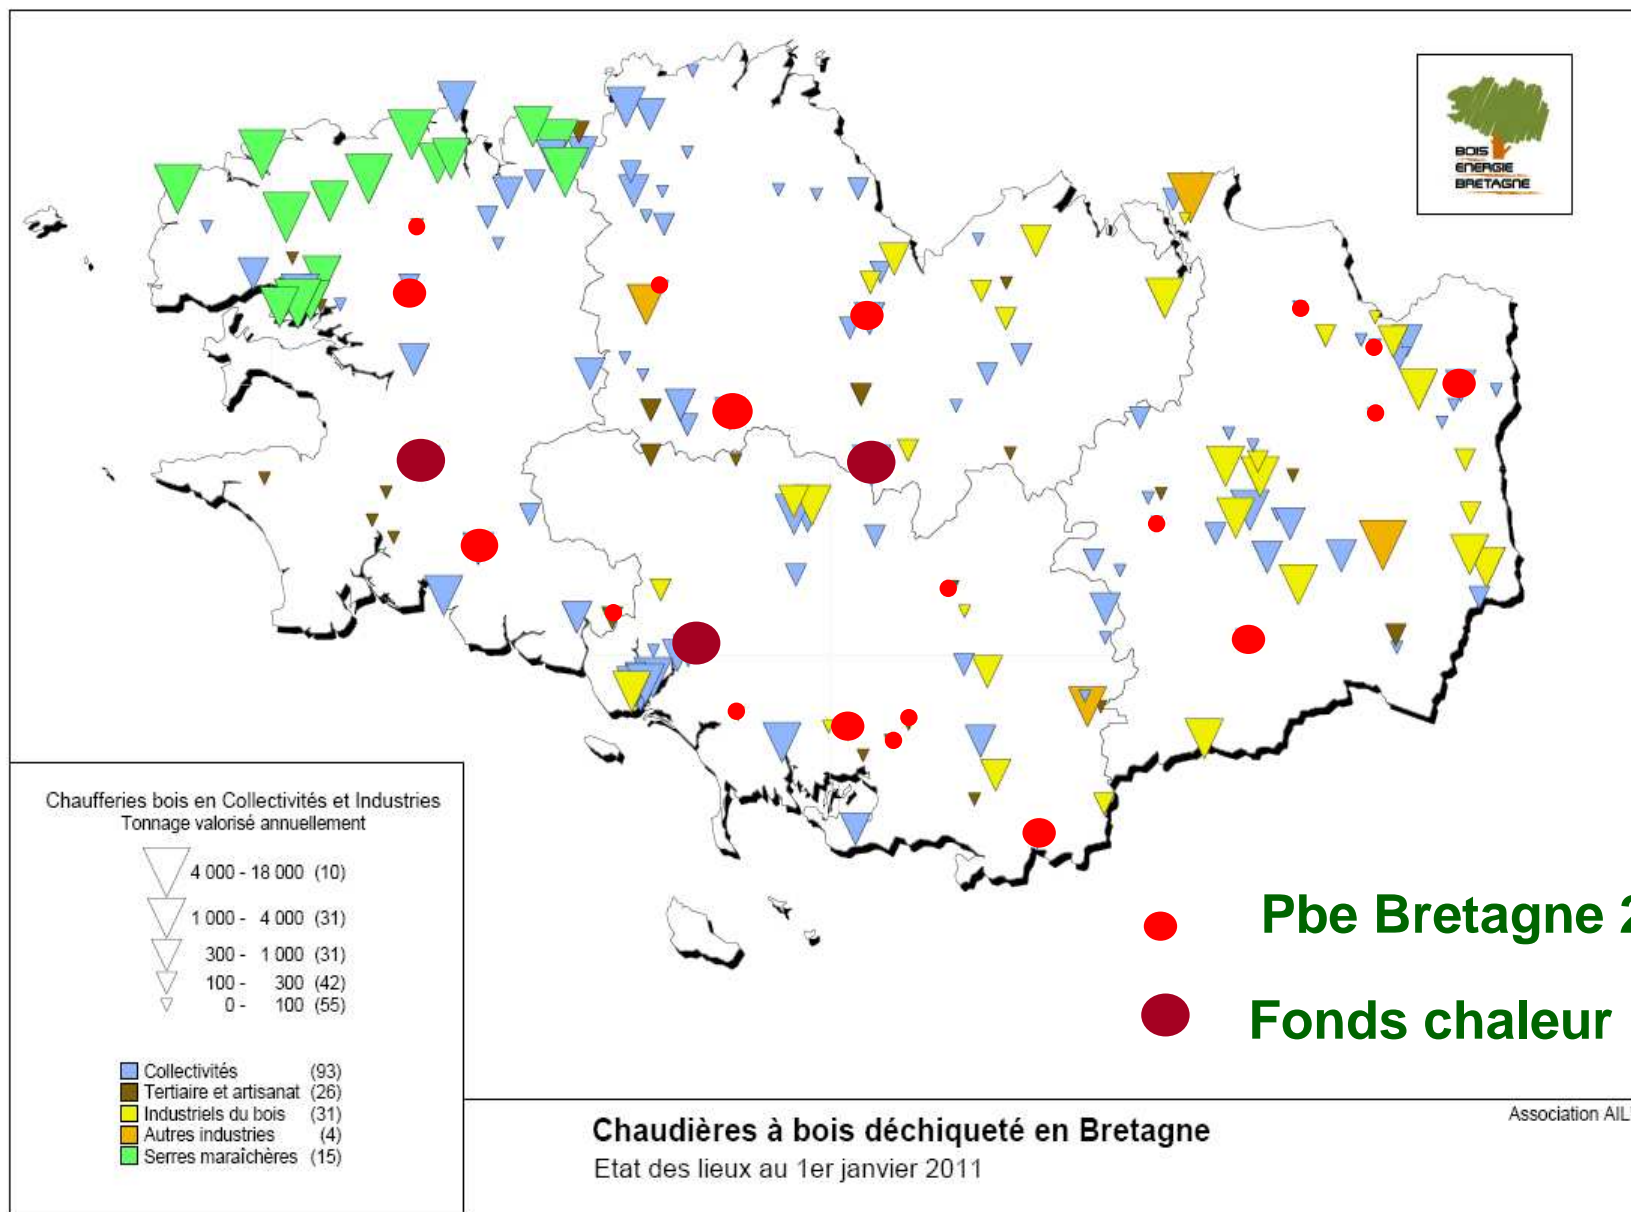 BOIS
ENERGIE
BRETAGNE
Chaufferies bois en Collectivités et Industries
Tonnage valorisé annuellement
4 000 - 18 000 (10)
1 000 - 4 000 (31)
300 - 1 000 (31)
100 - 300 (42)
0 - 100 (55)
Collectivités (93)
Tertiaire et artisanat (26)
Industriels du bois (31)
Autres industries (4)
Serres maraîchères (15)
Pbe Bretagne 2
Fonds chaleur
Chaudières à bois déchiqueté en Bretagne
Etat des lieux au 1er janvier 2011
Association AIL